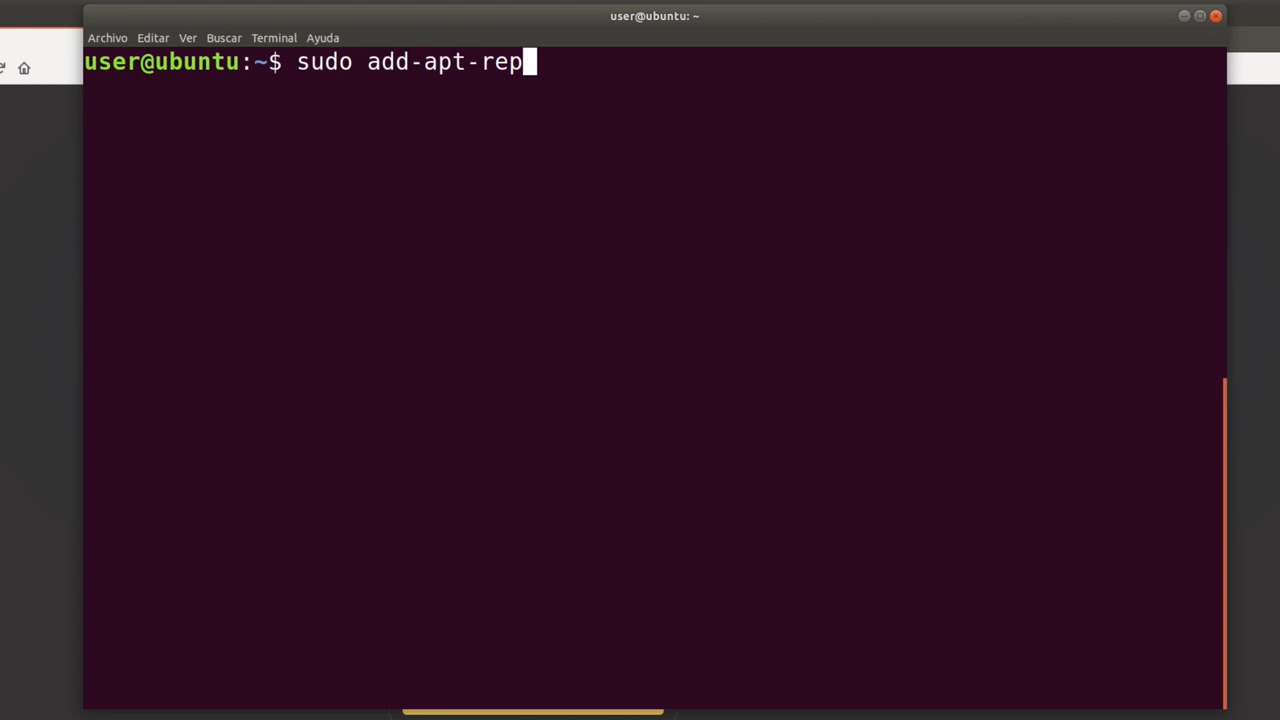 user@ubuntu: ~
Archivo Editar Ver Buscar Terminal Ayuda
user@ubuntu:~$ sudo add-apt-rep